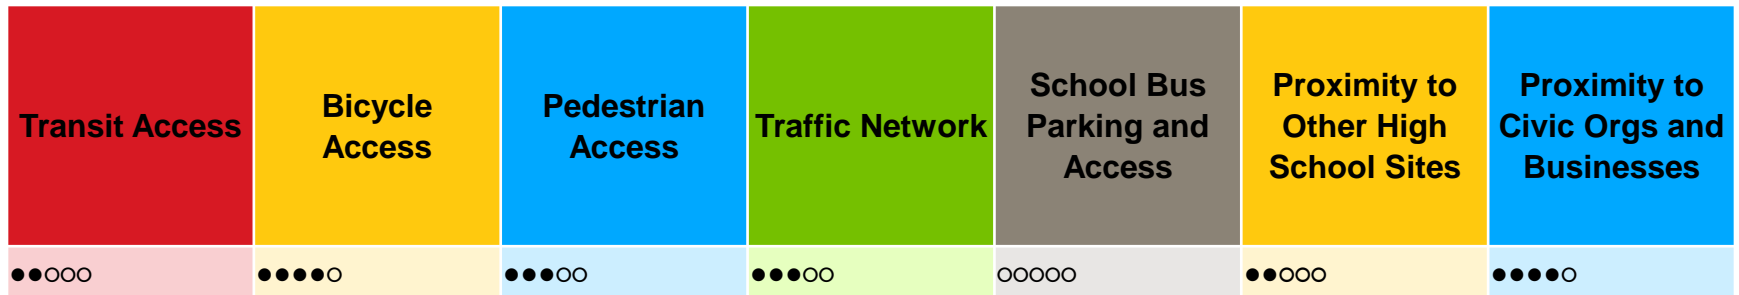 Transit Access
Bicycle
Access
Pedestrian
Access
Traffic Network
School Bus
Parking and
Access
Proximity to
Other High
School Sites
Proximity to
Civic Orgs and
Businesses
●●○○○
●●●●○
●●●○○
●●●○○
○○○○○
●●○○○
●●●●○